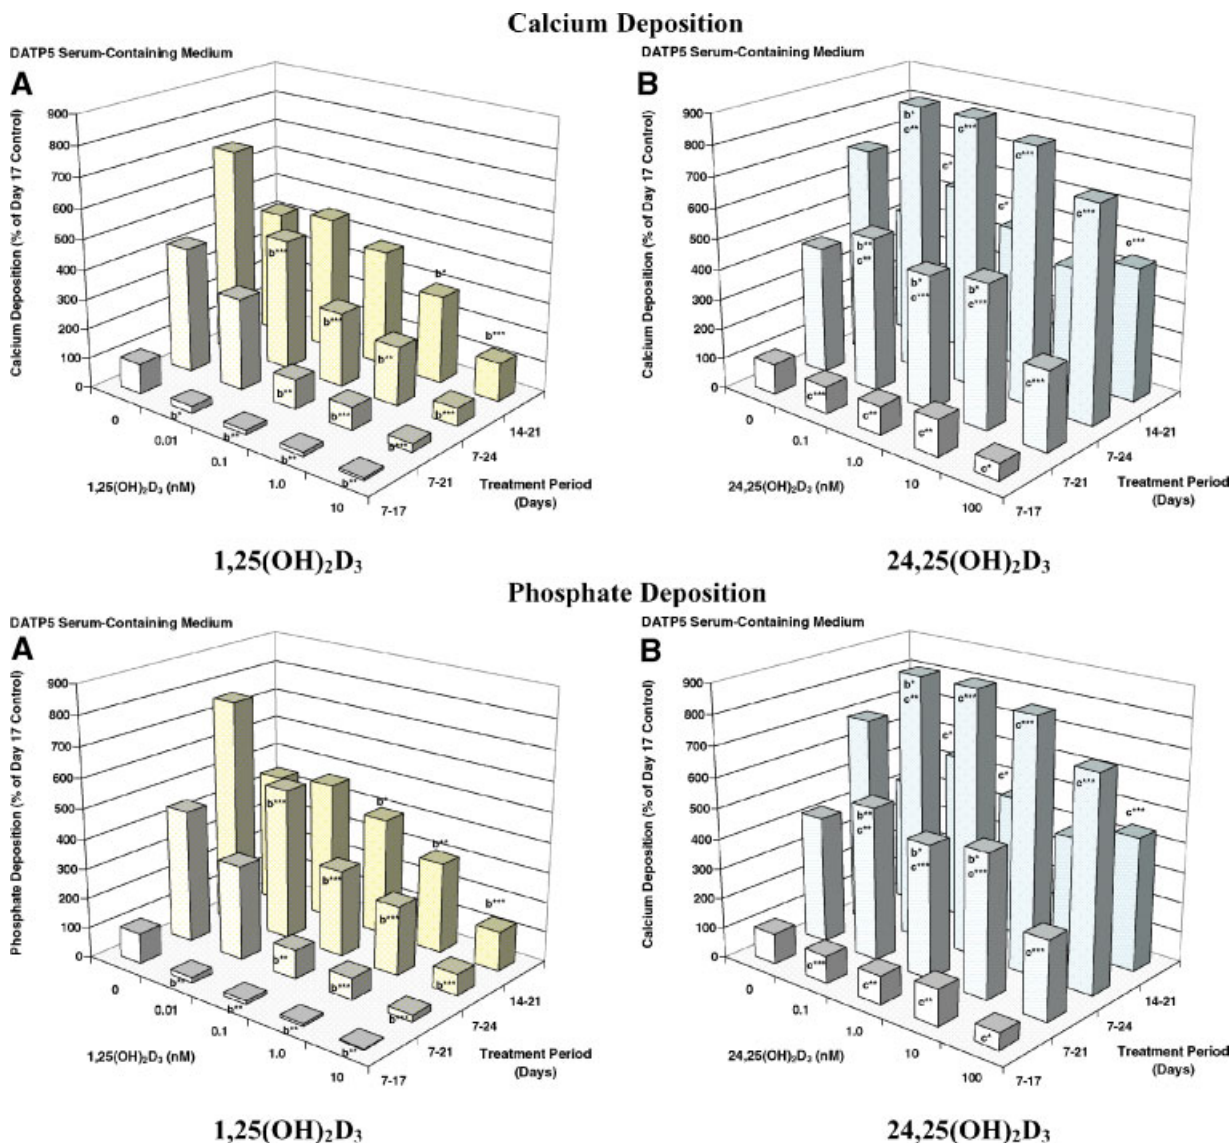 Calcium Deposition
DATP5 Serum-Containing Medium
A
Calcium Deposition (% of Day 17 Control)
900
800
700
600
500
400
300
200
100
0
b***
b*
b***
b***
b**
b**
b***
b***
b*
b**
b**
b**
b***
0
0.01
0.1
1.0
10
1,25(OH)₂D₃ (nM)
7-17
7-21
7-24
14-21
Treatment Period
(Days)
1,25(OH)₂D₃
DATP5 Serum-Containing Medium
B
Calcium Deposition (% of Day 17 Control)
900
800
700
600
500
400
300
200
100
0
b*
c**
c***
c*
c***
c*
c***
c***
b**
c**
b*
c***
b*
c***
c***
c***
c**
c**
c*
0
0.1
1.0
10
100
24,25(OH)₂D₃ (nM)
7-17
7-21
7-24
14-21
Treatment Period
(Days)
24,25(OH)₂D₃
Phosphate Deposition
DATP5 Serum-Containing Medium
A
Phosphate Deposition (% of Day 17 Control)
900
800
700
600
500
400
300
200
100
0
b***
b*
b**
b***
b***
b***
b**
b***
b***
b**
b**
b**
b**
b***
0
0.01
0.1
1.0
10
1,25(OH)₂D₃ (nM)
7-17
7-21
7-24
14-21
Treatment Period
(Days)
1,25(OH)₂D₃
DATP5 Serum-Containing Medium
B
Calcium Deposition (% of Day 17 Control)
900
800
700
600
500
400
300
200
100
0
b*
c**
c***
c*
c***
c*
c***
c***
b**
c**
b*
c***
b*
c***
c***
c***
c**
c**
c*
0
0.1
1.0
10
100
24,25(OH)₂D₃ (nM)
7-17
7-21
7-24
14-21
Treatment Period
(Days)
24,25(OH)₂D₃